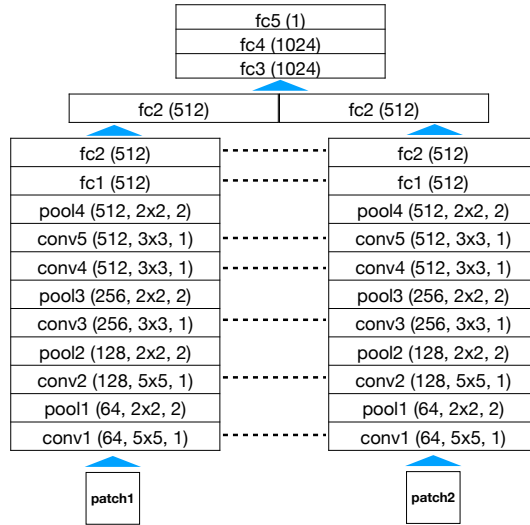 fc5 (1)
fc4 (1024)
fc3 (1024)
fc2 (512) fc2 (512)
fc2 (512) fc2 (512)
fc1 (512) fc1 (512)
pool4 (512, 2x2, 2) pool4 (512, 2x2, 2)
conv5 (512, 3x3, 1) conv5 (512, 3x3, 1)
conv4 (512, 3x3, 1) conv4 (512, 3x3, 1)
pool3 (256, 2x2, 2) pool3 (256, 2x2, 2)
conv3 (256, 3x3, 1) conv3 (256, 3x3, 1)
pool2 (128, 2x2, 2) pool2 (128, 2x2, 2)
conv2 (128, 5x5, 1) conv2 (128, 5x5, 1)
pool1 (64, 2x2, 2) pool1 (64, 2x2, 2)
conv1 (64, 5x5, 1) conv1 (64, 5x5, 1)
patch1 patch2